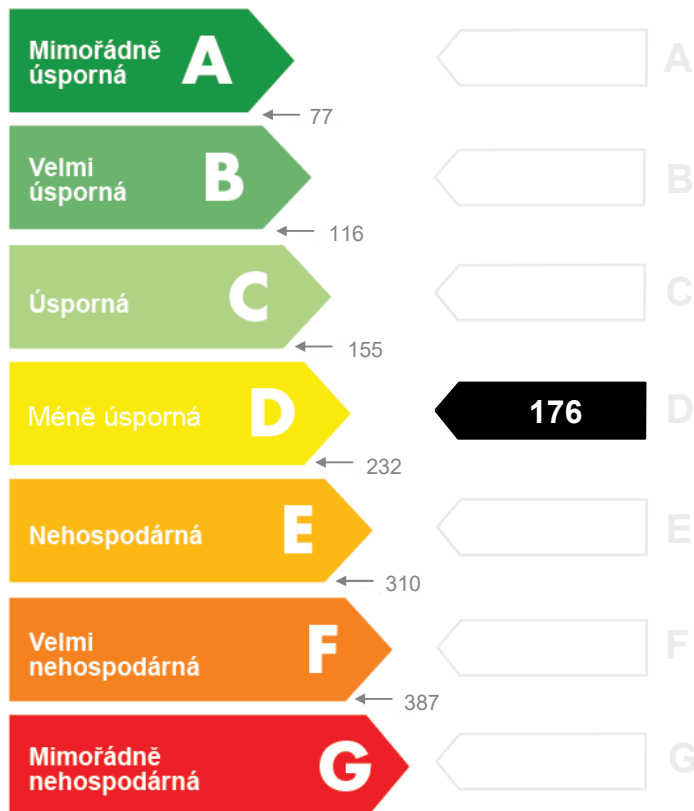 Mimořádně
úsporná A A
77
Velmi
úsporná B B
116
Úsporná C C
155
Méně úsporná D 176 D
232
Nehospodárná E E
310
Velmi
nehospodárná F F
387
Mimořádně
nehospodárná G G